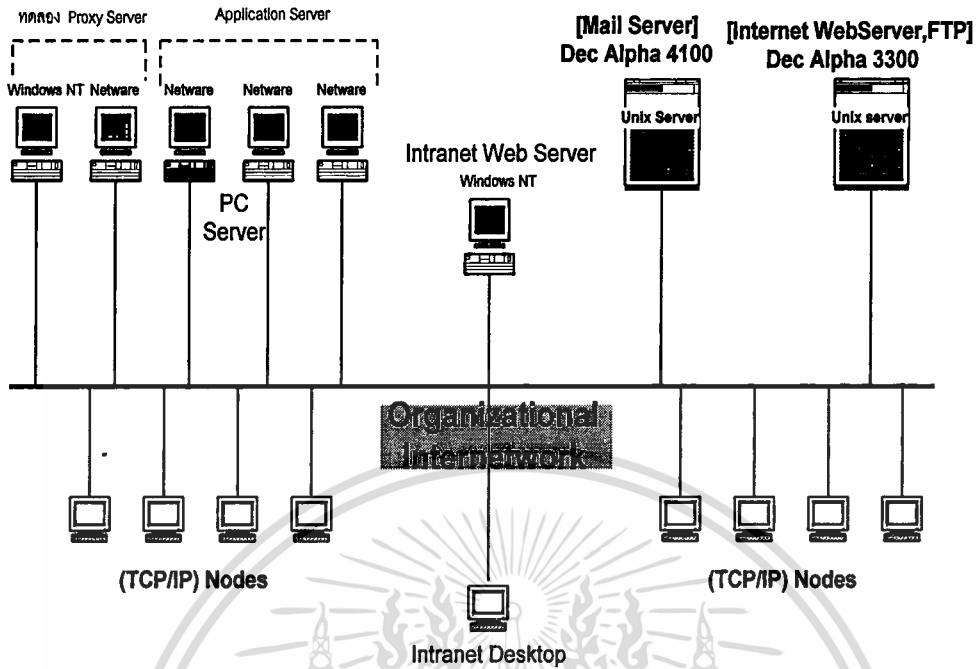 ทดลอง Proxy Server
Application Server
[Mail Server]
Dec Alpha 4100
[Internet WebServer,FTP]
Dec Alpha 3300
Windows NT
Netware
Netware
Netware
Netware
Unix Server
Unix server
Intranet Web Server
Windows NT
PC
Server
Organizational
Internetwork
(TCP/IP) Nodes
(TCP/IP) Nodes
Intranet Desktop